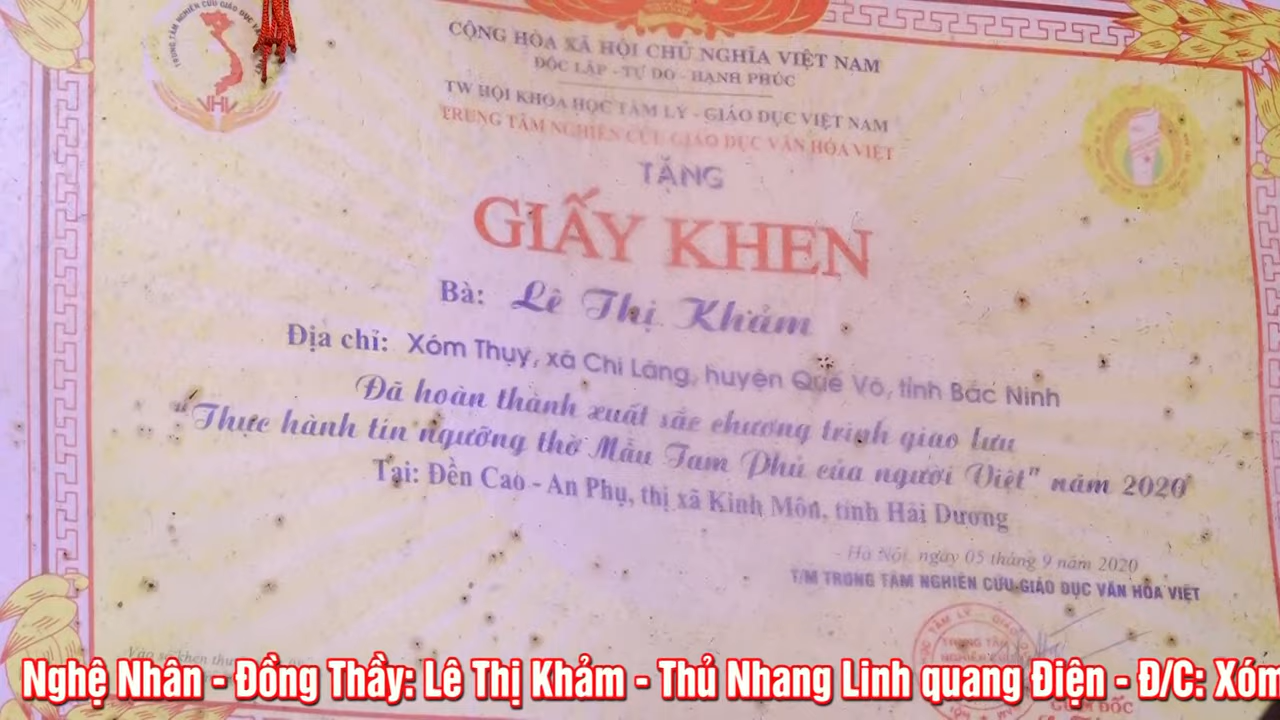 CỘNG HÒA XÃ HỘI CHỦ NGHĨA VIỆT NAM
ĐỘC LẬP - TỰ DO - HẠNH PHÚC
TW HỘI KHOA HỌC TÂM LÝ - GIÁO DỤC VIỆT NAM
TRUNG TÂM NGHIÊN CỨU GIÁO DỤC VĂN HÓA VIỆT
TẶNG
GIẤY KHEN
Bà: Lê Thị Khảm
Địa chỉ: Xóm Thụy, xã Chi Lăng, huyện Quế Võ, tỉnh Bắc Ninh
Đã hoàn thành xuất sắc chương trình giao lưu
"Thực hành tín ngưỡng thờ Mẫu Tam Phủ của người Việt" năm 2020
Tại: Đền Cao - An Phụ, thị xã Kinh Môn, tỉnh Hải Dương
Hà Nội, ngày 05 tháng 9 năm 2020
T/M TRUNG TÂM NGHIÊN CỨU-GIÁO DỤC VĂN HÓA VIỆT
Nghệ Nhân - Đồng Thầy: Lê Thị Khảm - Thủ Nhang Linh quang Điện - Đ/C: Xóm